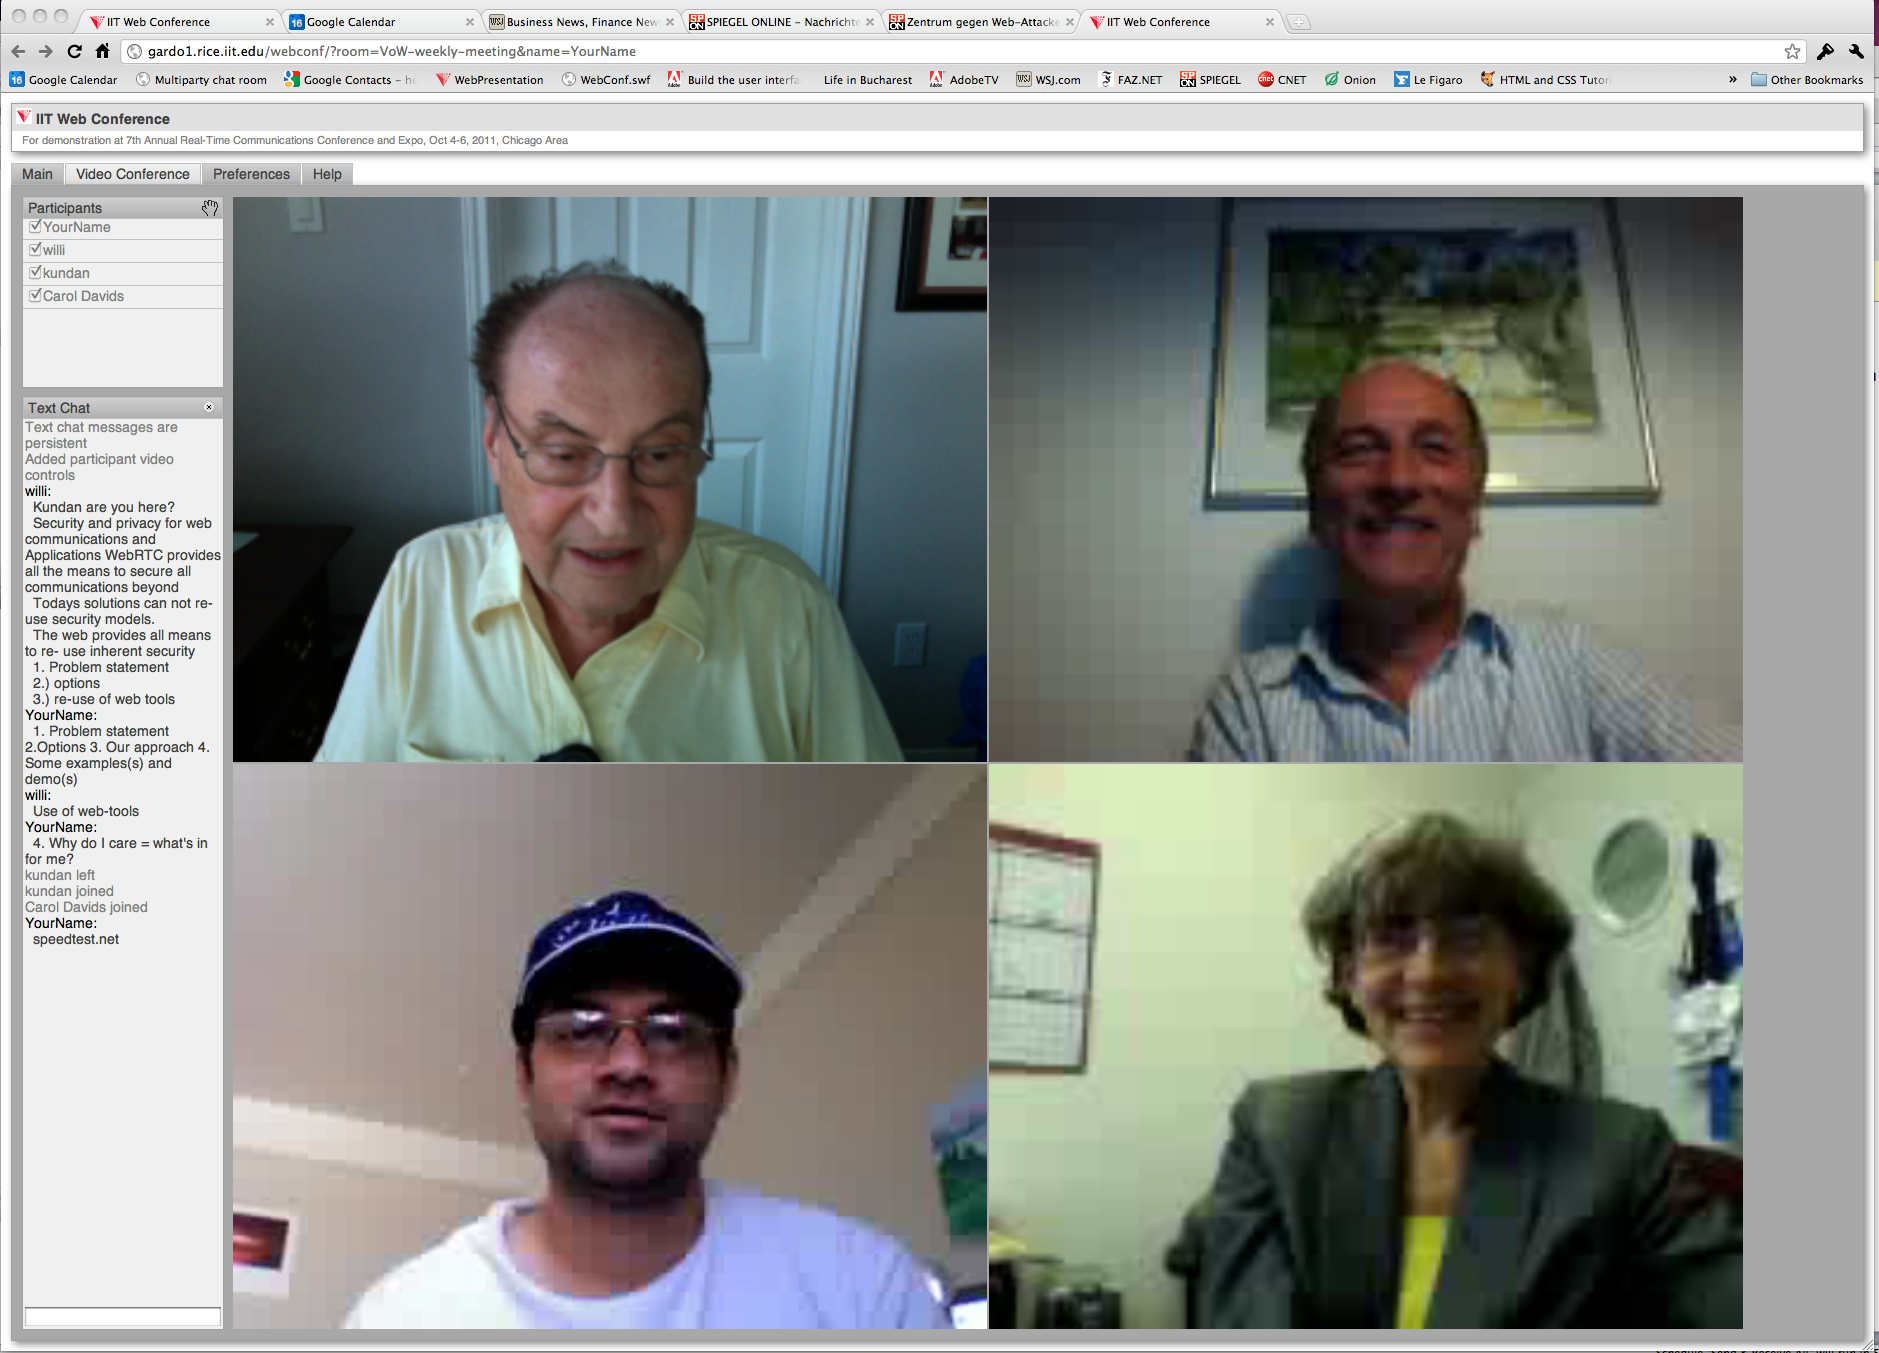 IIT Web Conference
Google Calendar
Business News, Finance New
SPIEGEL ONLINE - Nachrichte
Zentrum gegen Web-Attacke
IIT Web Conference
gardo1.rice.iit.edu/webconf/?room=VoW-weekly-meeting&name=YourName
16 Google Calendar
Multiparty chat room
Google Contacts - he
WebPresentation
WebConf.swf
Build the user interfa
Life in Bucharest
AdobeTV
WSJ.com
FAZ.NET
SPIEGEL
CNET
Onion
Le Figaro
HTML and CSS Tutori
»
Other Bookmarks
IIT Web Conference
For demonstration at 7th Annual Real-Time Communications Conference and Expo, Oct 4-6, 2011, Chicago Area
Main
Video Conference
Preferences
Help
Participants
YourName
willi
kundan
Carol Davids
Text Chat
Text chat messages are
persistent
Added participant video
controls
willi:
Kundan are you here?
Security and privacy for web
communications and
Applications WebRTC provides
all the means to secure all
communications beyond
Todays solutions can not re-
use security models.
The web provides all means
to re- use inherent security
1. Problem statement
2.) options
3.) re-use of web tools
YourName:
1. Problem statement
2.Options 3. Our approach 4.
Some examples(s) and
demo(s)
willi:
Use of web-tools
YourName:
4. Why do I care = what's in
for me?
kundan left
kundan joined
Carol Davids joined
YourName:
speedtest.net